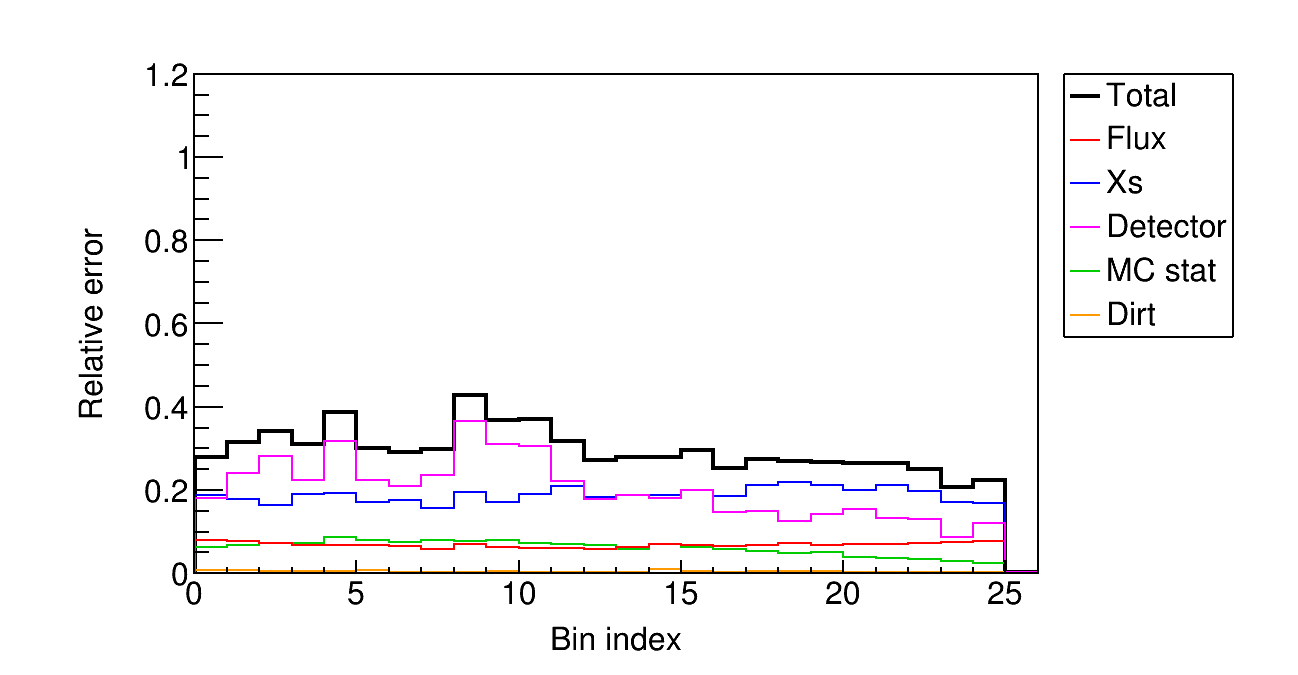 1.2
1
0.8
0.6
0.4
0.2
0
Relative error
0 5 10 15 20 25
Bin index
Total
Flux
Xs
Detector
MC stat
Dirt